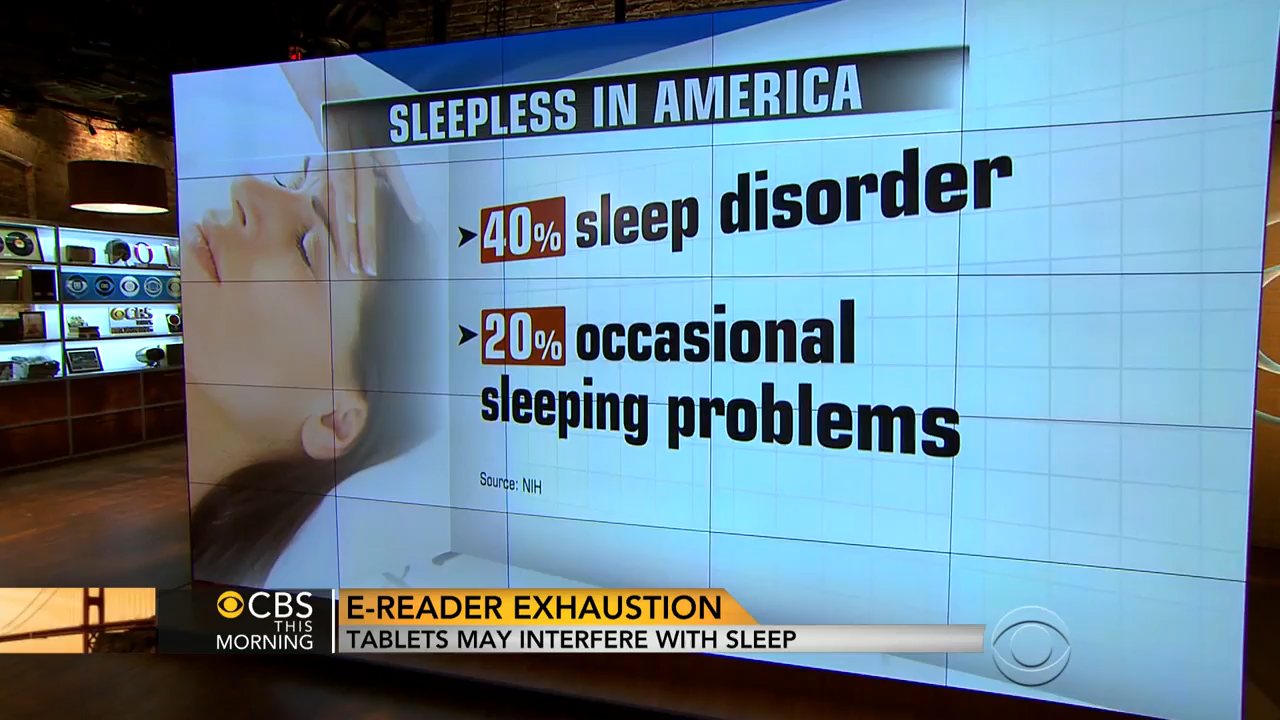 SLEEPLESS IN AMERICA
➤40% sleep disorder
➤20% occasional
sleeping problems
Source: NIH
CBS
THIS
MORNING
E-READER EXHAUSTION
TABLETS MAY INTERFERE WITH SLEEP
CBS